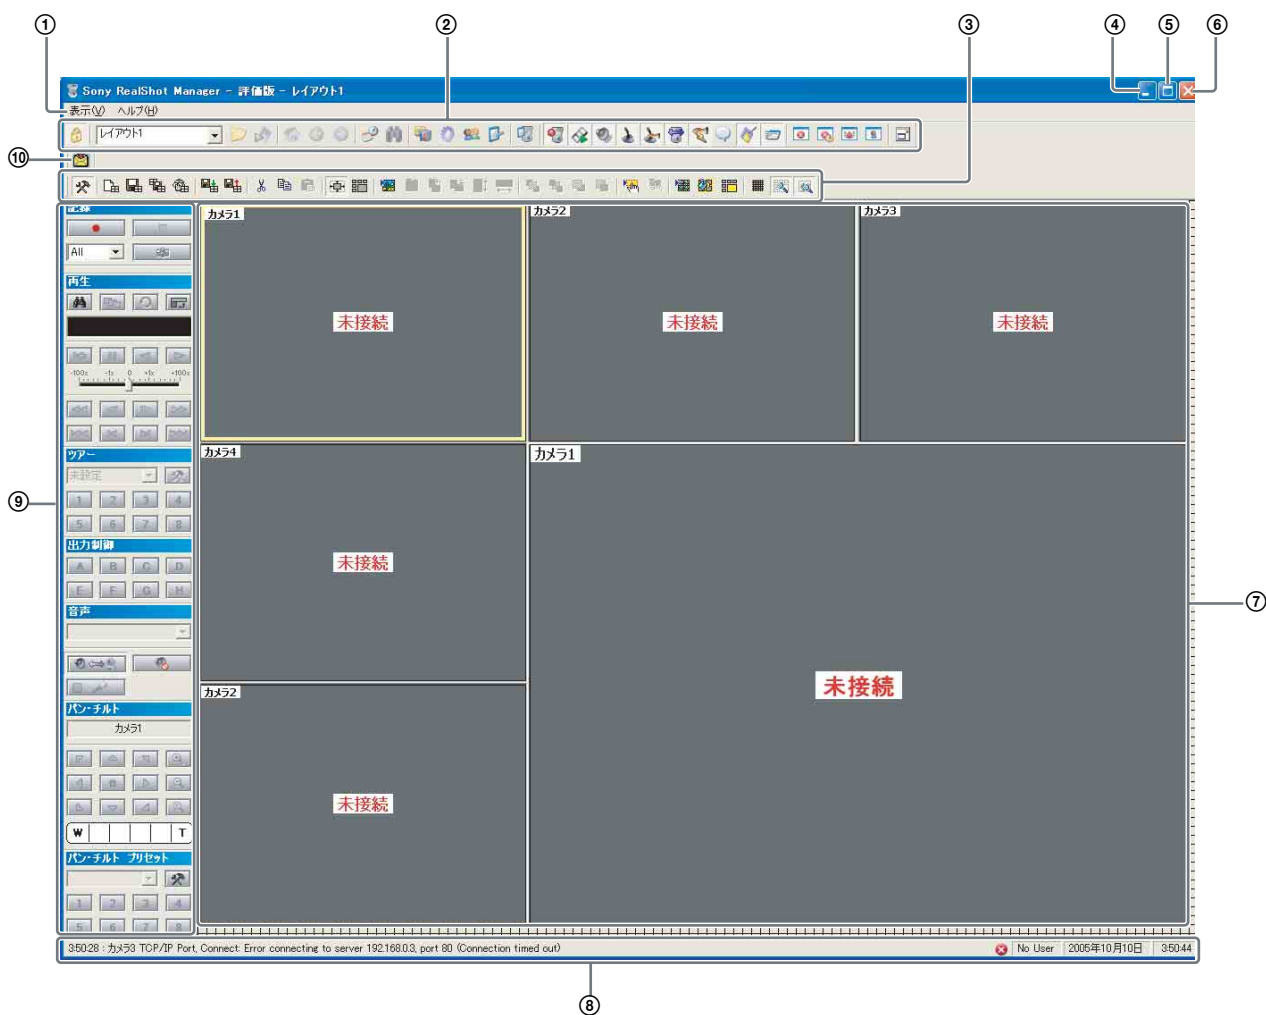 ① ② ③ ④ ⑤ ⑥
Sony RealShot Manager - 評価版 - レイアウト1
表示(V) ヘルプ(H)
レイアウト1
⑩
記録
All
再生
-100x -1x 0 +1x +100x
ツアー
未設定
1 2 3 4
5 6 7 8
出力制御
A B C D
E F G H
音声
パン・チルト
カメラ1
W T
パン・チルト プリセット
1 2 3 4
5 6 7 8
⑨
カメラ1
未接続
カメラ2
未接続
カメラ3
未接続
カメラ4
未接続
カメラ1
未接続
カメラ2
未接続
⑦
3:50:28 : カメラ3 TCP/IP Port, Connect: Error connecting to server 192.168.0.3, port 80 (Connection timed out)
No User 2005年10月10日 3:50:44
⑧